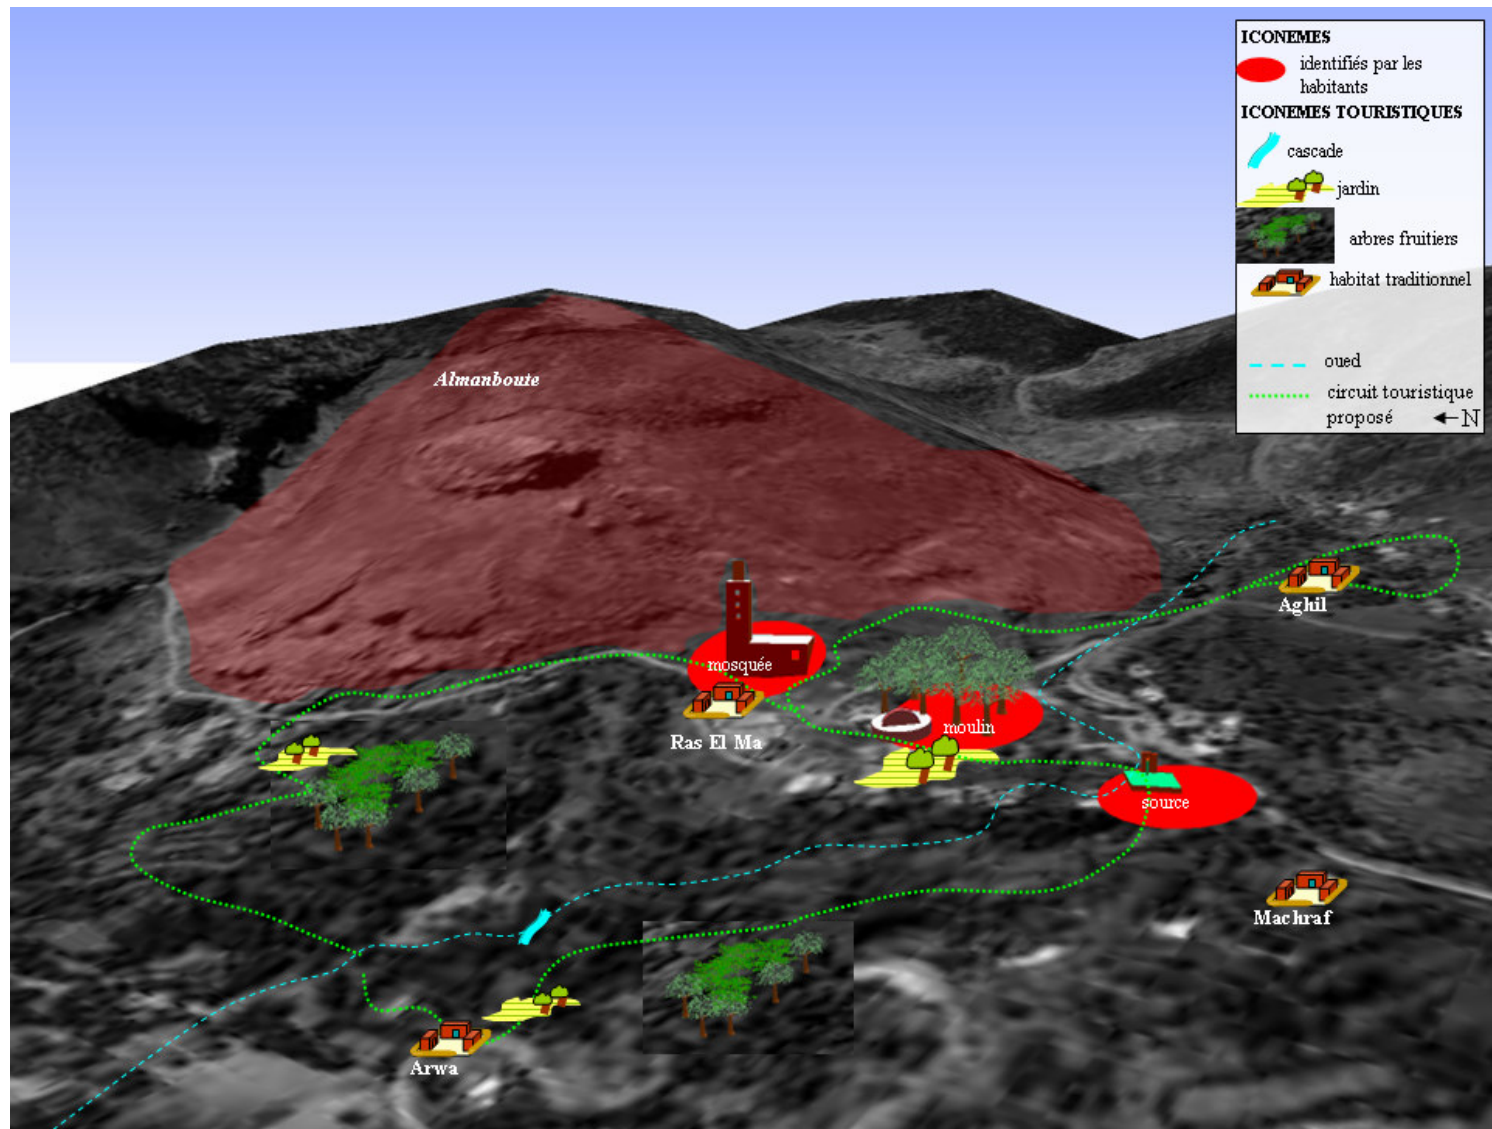 ICONEMES
identifiés par les
habitants
ICONEMES TOURISTIQUES
cascade
jardin
arbres fruitiers
habitat traditionnel
oued
circuit touristique
proposé
N
Almanboute
Aghil
mosquée
Ras El Ma
moulin
source
Machraf
Arwa